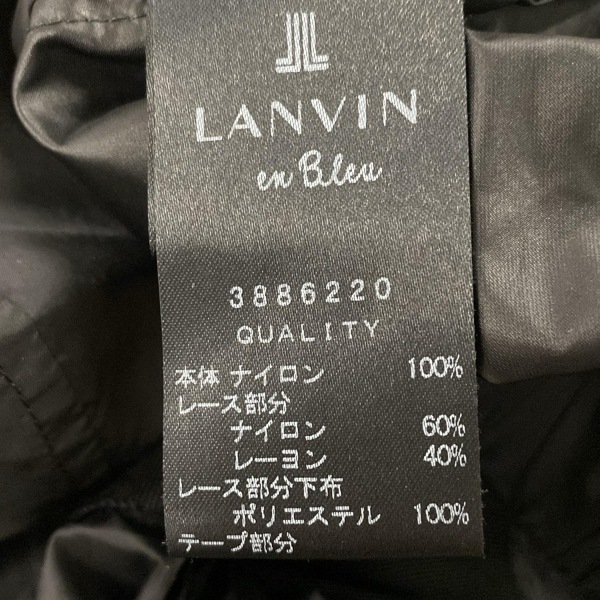 LANVIN
en Bleu
3886220
QUALITY
本体 ナイロン 100%
レース部分
ナイロン 60%
レーヨン 40%
レース部分下布
ポリエステル 100%
テープ部分